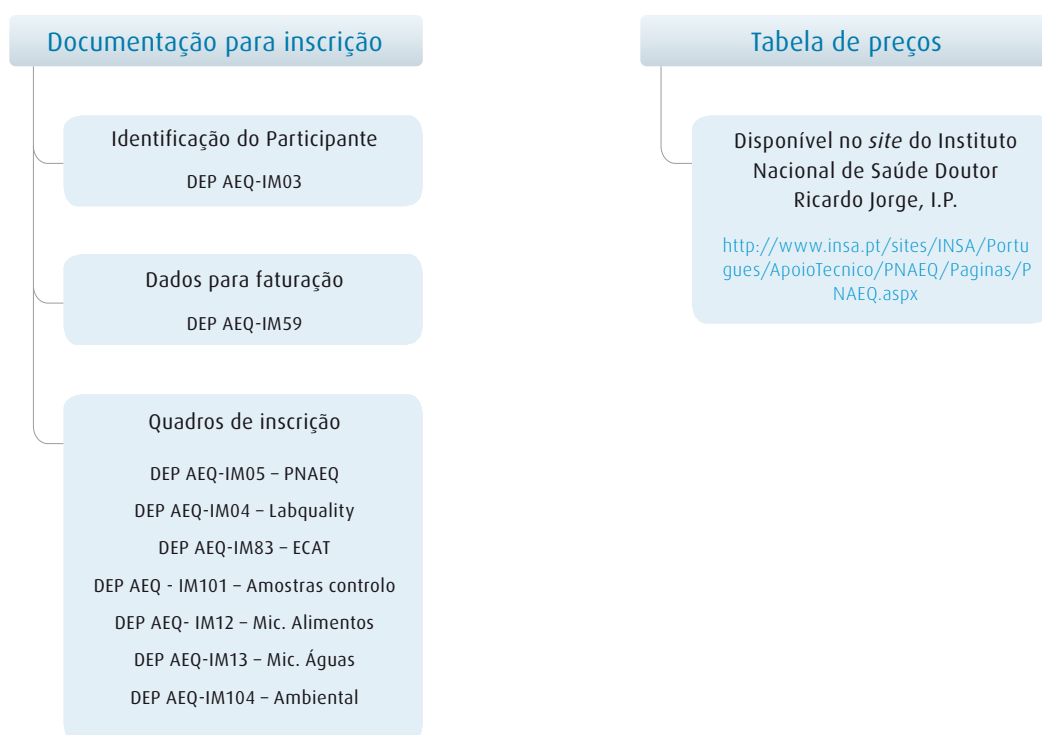 Documentação para inscrição
Identificação do Participante
DEP AEQ-IM03
Dados para faturação
DEP AEQ-IM59
Quadros de inscrição
DEP AEQ-IM05 – PNAEQ
DEP AEQ-IM04 – Labquality
DEP AEQ-IM83 – ECAT
DEP AEQ - IM101 – Amostras controlo
DEP AEQ- IM12 – Mic. Alimentos
DEP AEQ-IM13 – Mic. Águas
DEP AEQ-IM104 – Ambiental
Tabela de preços
Disponível no site do Instituto
Nacional de Saúde Doutor
Ricardo Jorge, I.P.
http://www.insa.pt/sites/INSA/Portu
gues/ApoioTecnico/PNAEQ/Paginas/P
NAEQ.aspx